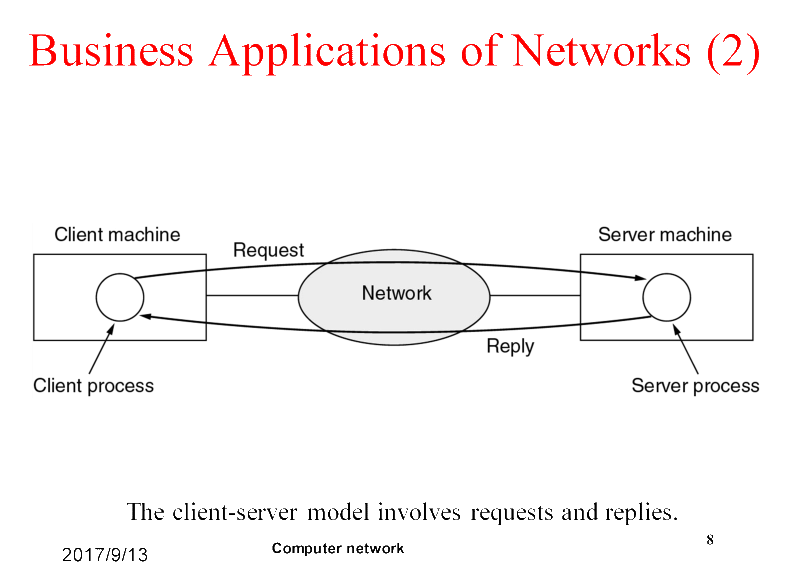 Business Applications of Networks (2)
Client machine
Server machine
Request
Network
Reply
Client process
Server process
The client-server model involves requests and replies.
2017/9/13
Computer network
8